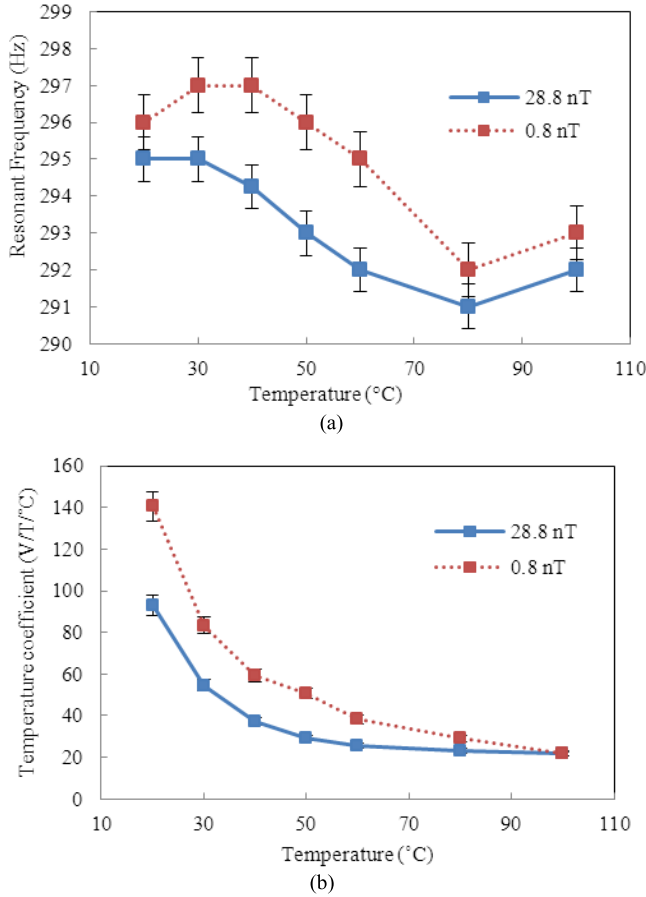 299
298
297
296
295
294
293
292
291
290
Resonant Frequency (Hz)
28.8 nT
0.8 nT
10 30 50 70 90 110
Temperature (°C)
(a)
160
140
120
100
80
60
40
20
0
Temperature coefficient (V/T/°C)
28.8 nT
0.8 nT
10 30 50 70 90 110
Temperature (°C)
(b)